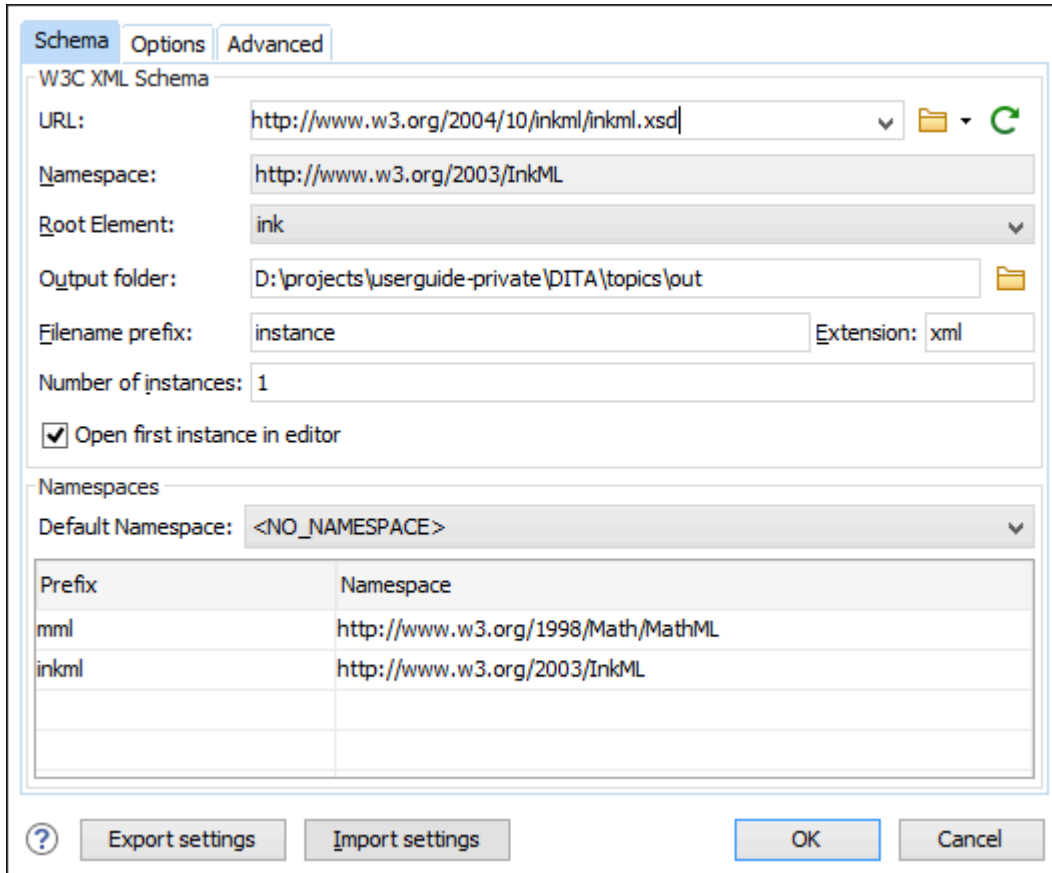 Schema Options Advanced
W3C XML Schema
URL: http://www.w3.org/2004/10/inkml/inkml.xsd
Namespace: http://www.w3.org/2003/InkML
Root Element: ink
Output folder: D:\projects\userguide-private\DITA\topics\out
Filename prefix: instance Extension: xml
Number of instances: 1
Open first instance in editor
Namespaces
Default Namespace: <NO_NAMESPACE>
Prefix Namespace
mml http://www.w3.org/1998/Math/MathML
inkml http://www.w3.org/2003/InkML
? Export settings Import settings OK Cancel